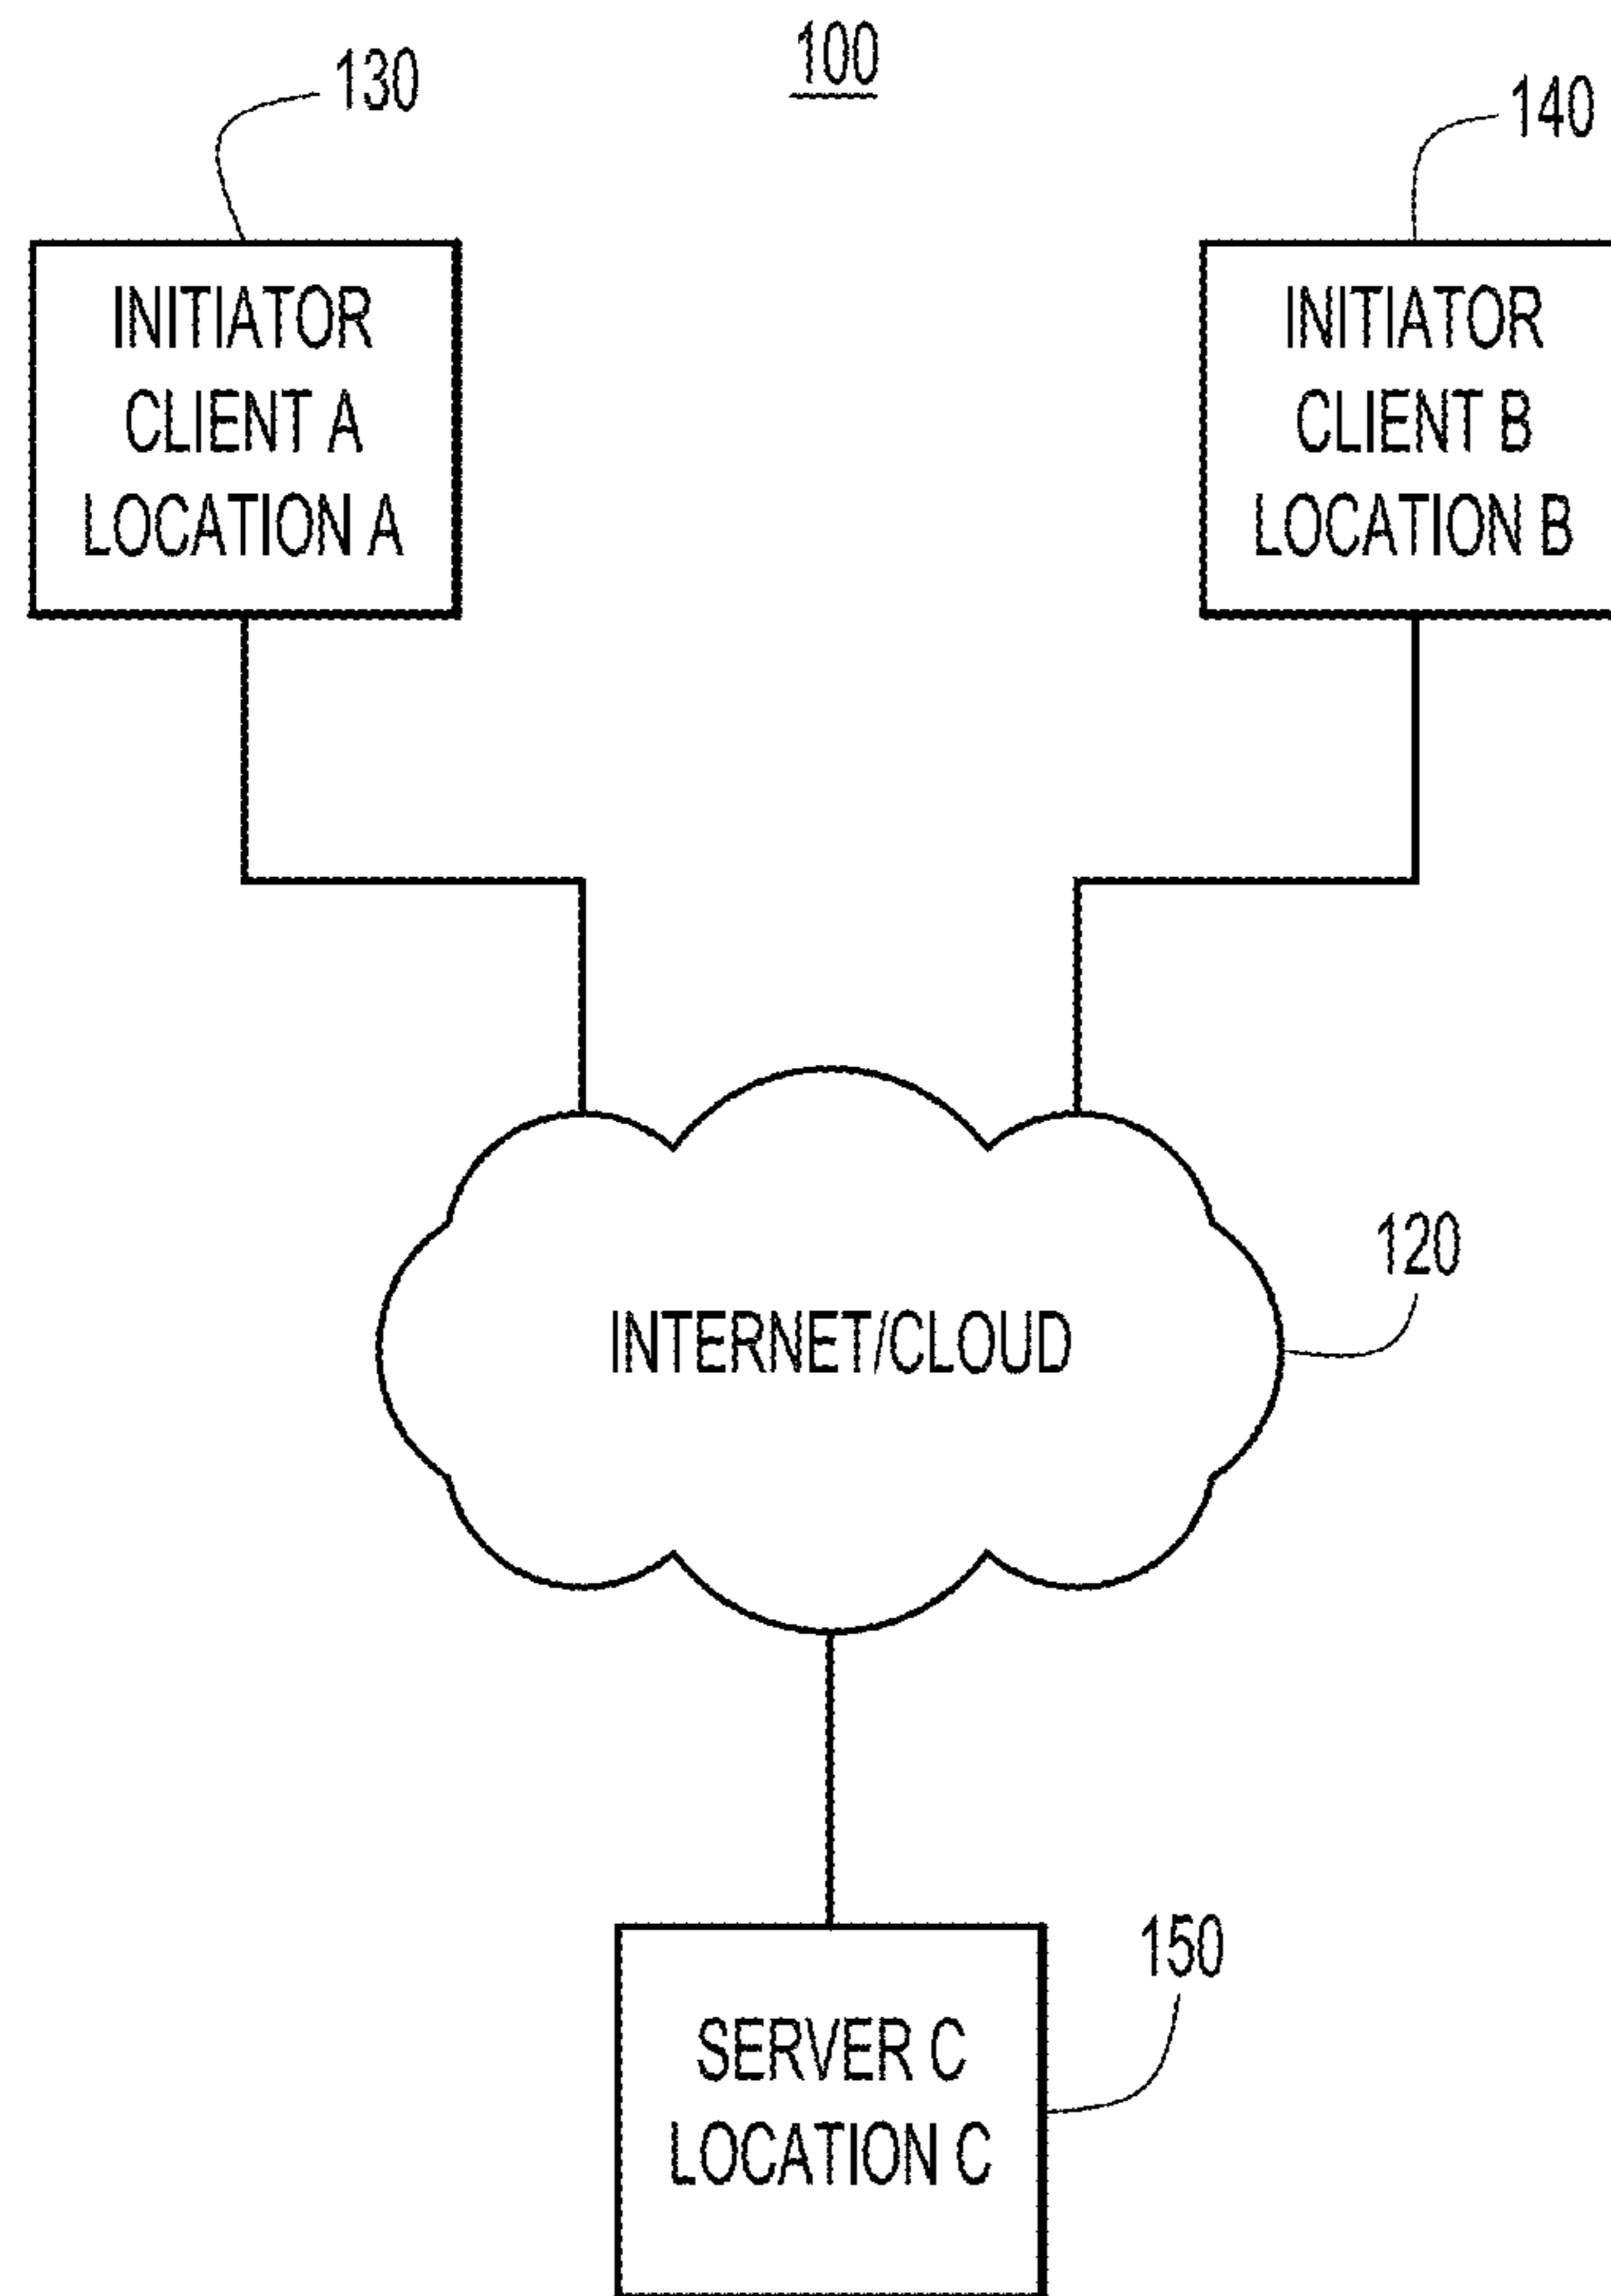 100
130
140
INITIATOR
CLIENT A
LOCATION A
INITIATOR
CLIENT B
LOCATION B
120
INTERNET/CLOUD
150
SERVER C
LOCATION C